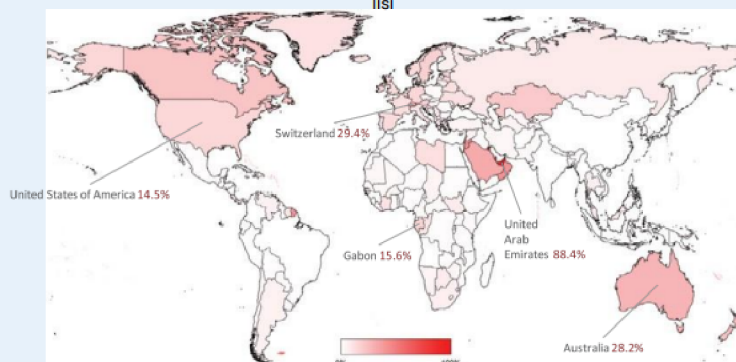 Switzerland 29.4%
United States of America 14.5%
United
Arab
Emirates 88.4%
Gabon 15.6%
Australia 28.2%